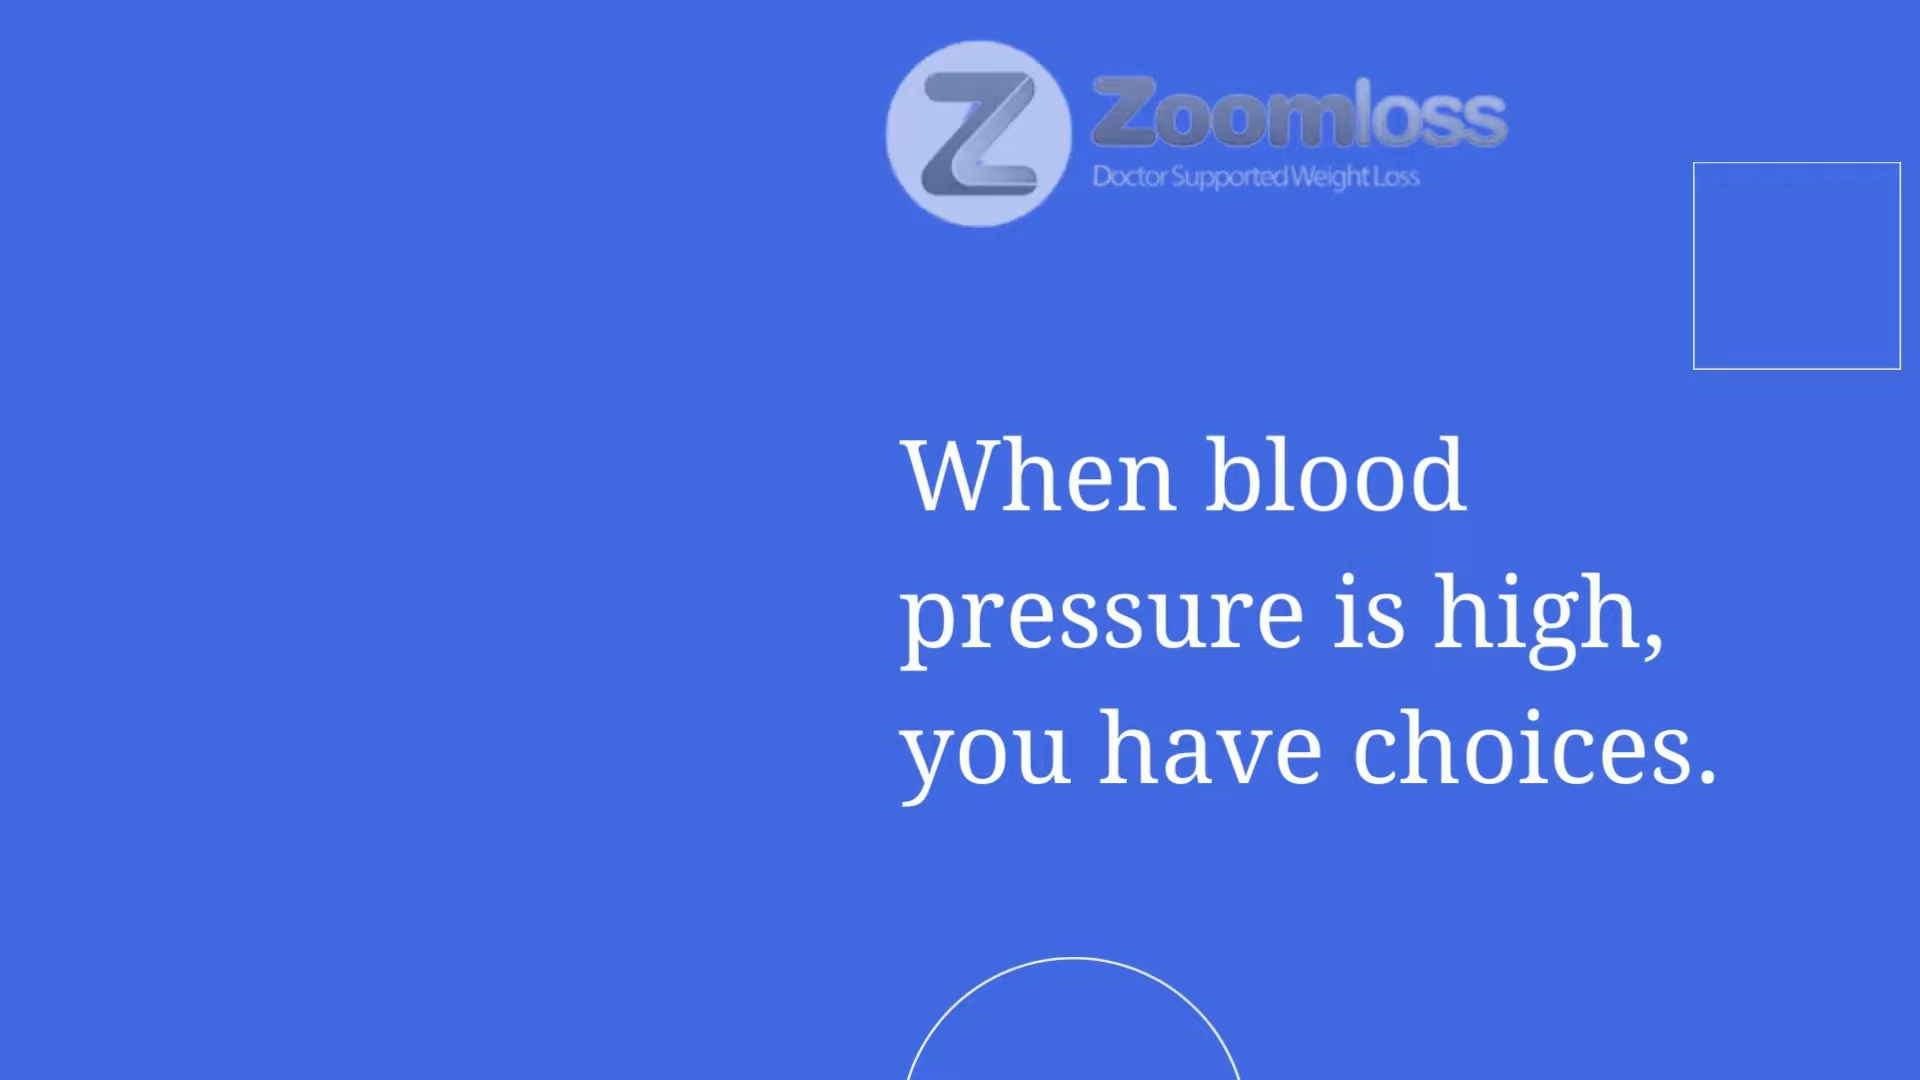 Z
Zoomloss
Doctor Supported Weight Loss
When blood
pressure is high,
you have choices.